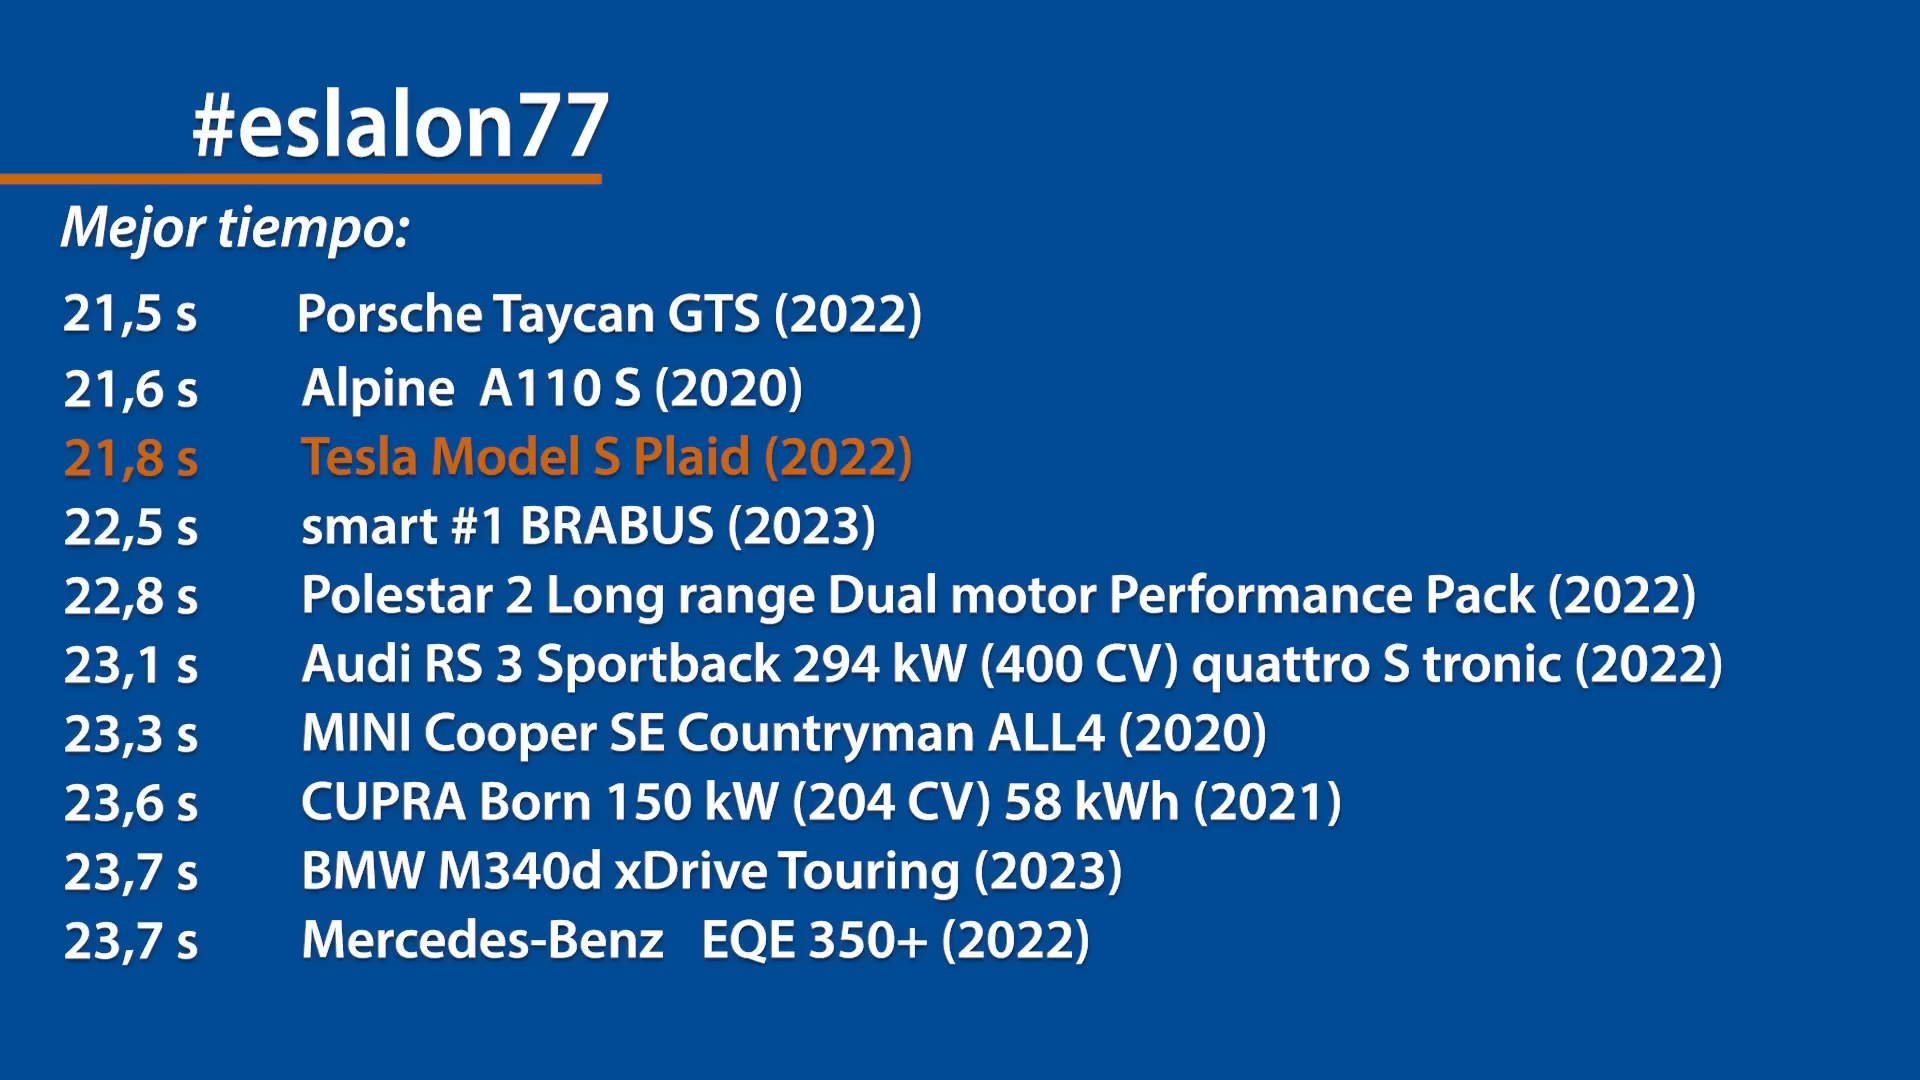 #eslalon77
Mejor tiempo:
21,5 s Porsche Taycan GTS (2022)
21,6 s Alpine A110 S (2020)
21,8 s Tesla Model S Plaid (2022)
22,5 s smart #1 BRABUS (2023)
22,8 s Polestar 2 Long range Dual motor Performance Pack (2022)
23,1 s Audi RS 3 Sportback 294 kW (400 CV) quattro S tronic (2022)
23,3 s MINI Cooper SE Countryman ALL4 (2020)
23,6 s CUPRA Born 150 kW (204 CV) 58 kWh (2021)
23,7 s BMW M340d xDrive Touring (2023)
23,7 s Mercedes-Benz EQE 350+ (2022)